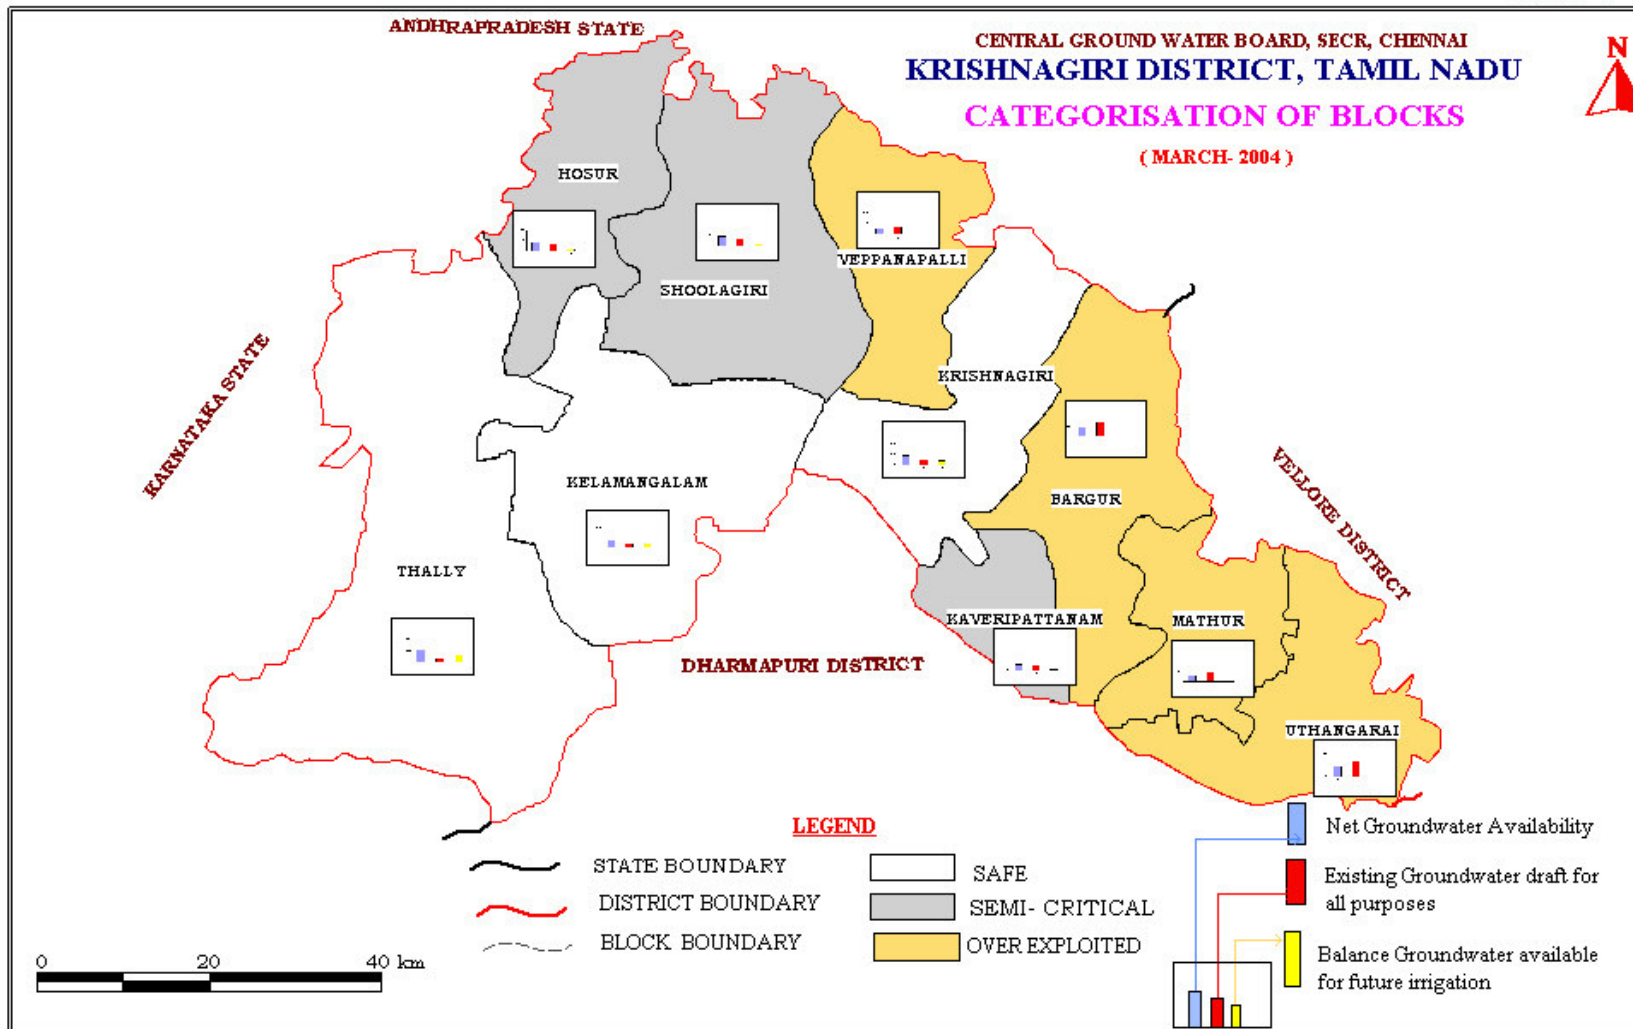 ANDHRAPRADESH STATE
CENTRAL GROUND WATER BOARD, SECR, CHENNAI
KRISHNAGIRI DISTRICT, TAMIL NADU
CATEGORISATION OF BLOCKS
( MARCH- 2004 )
N
HOSUR
SHOOLAGIRI
VEPPANAPALLI
KRISHNAGIRI
KARNATAKA STATE
KELAMANGALAM
BARGUR
VELLORE DISTRICT
THALLY
KAVERIPATTANAM
MATHUR
DHARMAPURI DISTRICT
UTHANGARAI
LEGEND
STATE BOUNDARY
DISTRICT BOUNDARY
BLOCK BOUNDARY
SAFE
SEMI- CRITICAL
OVER EXPLOITED
Net Groundwater Availability
Existing Groundwater draft for
all purposes
Balance Groundwater available
for future irrigation
0 20 40 km